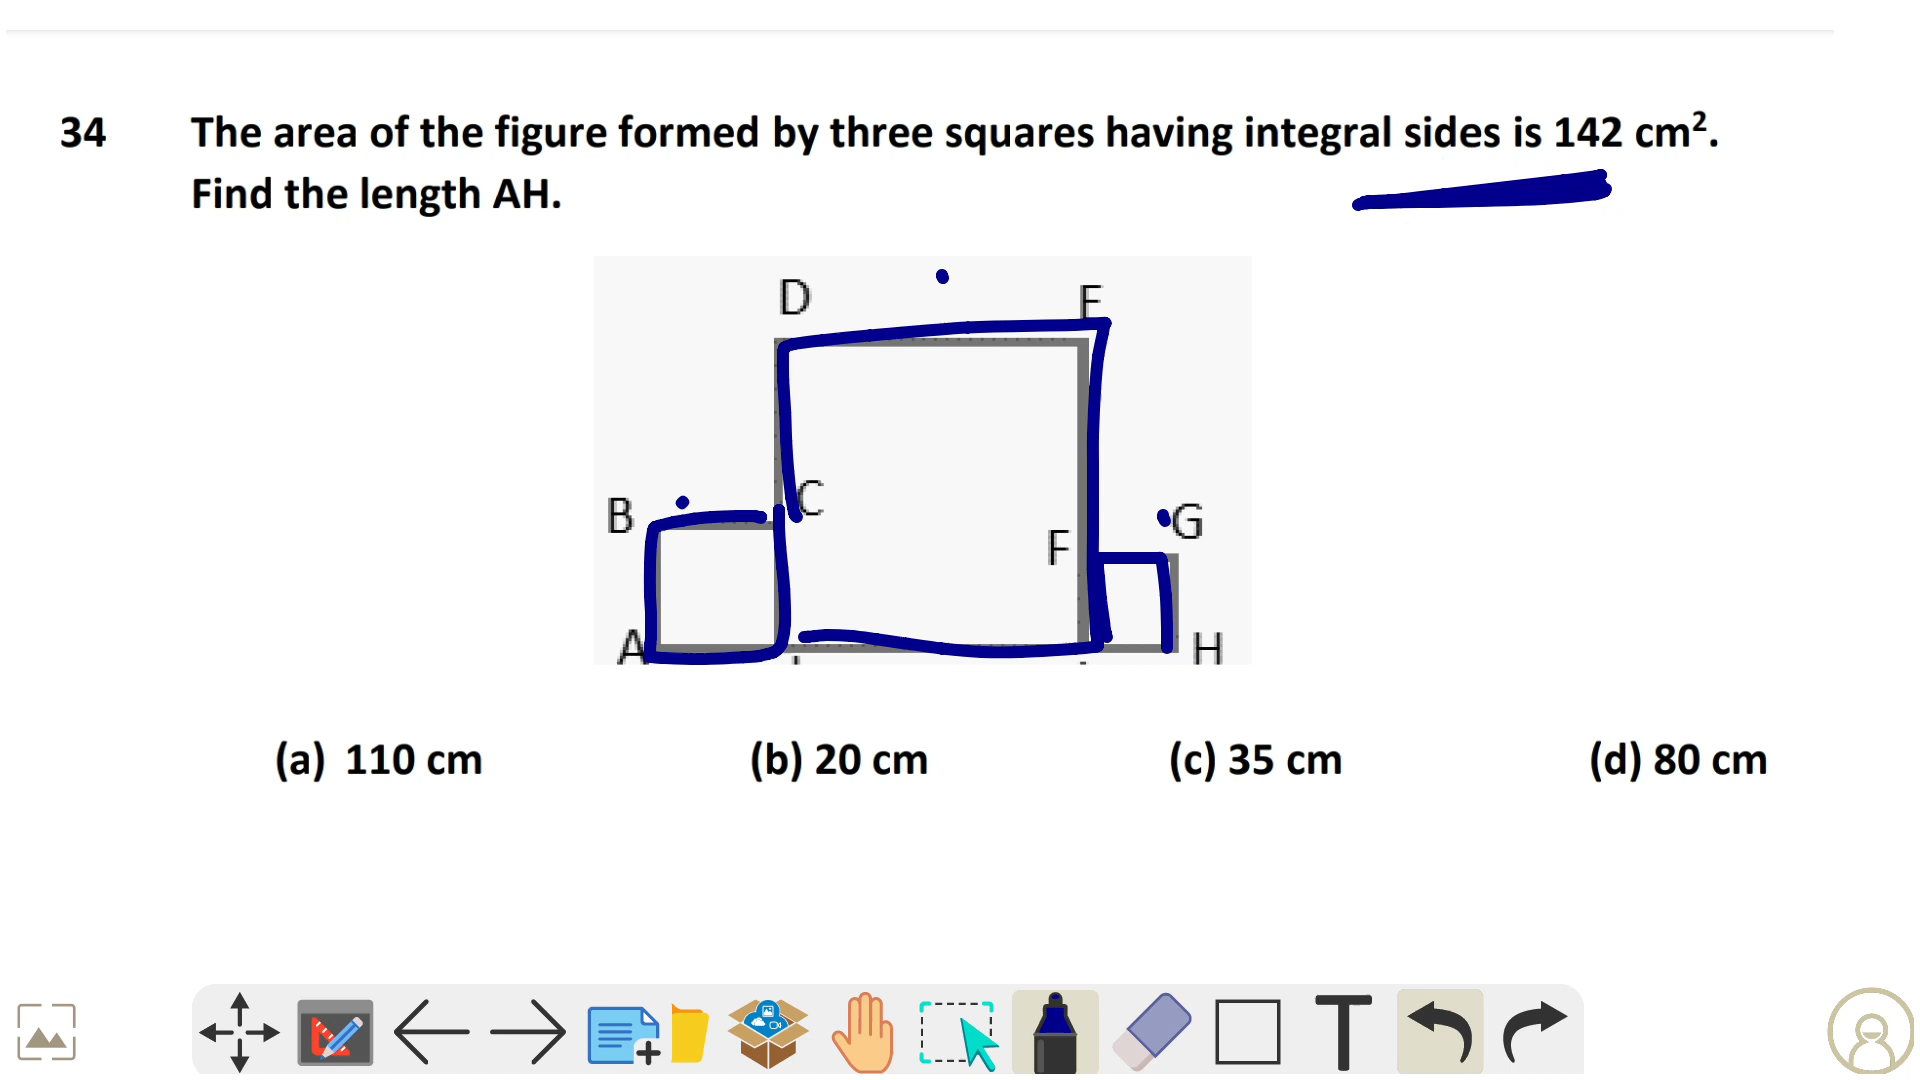 34 The area of the figure formed by three squares having integral sides is 142 cm².
Find the length AH.
D E
B C
F G
A H
(a) 110 cm (b) 20 cm (c) 35 cm (d) 80 cm